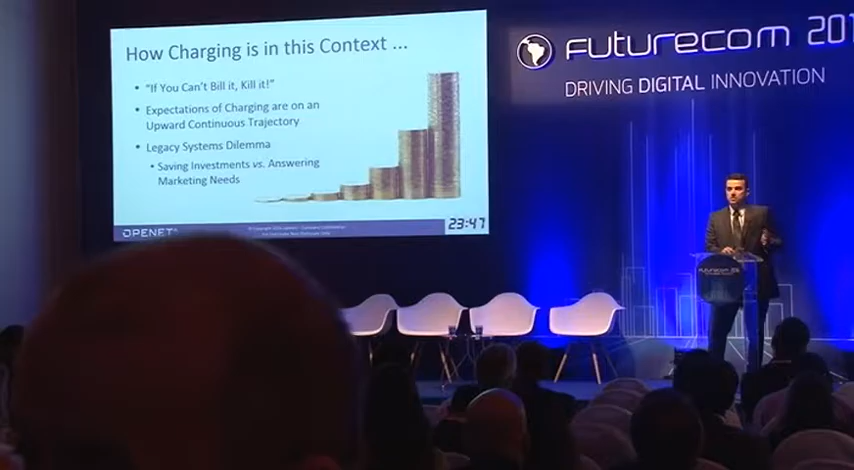 How Charging is in this Context ...
• "If You Can't Bill it, Kill it!"
• Expectations of Charging are on an
Upward Continuous Trajectory
• Legacy Systems Dilemma
• Saving Investments vs. Answering
Marketing Needs
OPENET
23:47
FUTURECOM 201
DRIVING DIGITAL INNOVATION
FUTURECOM